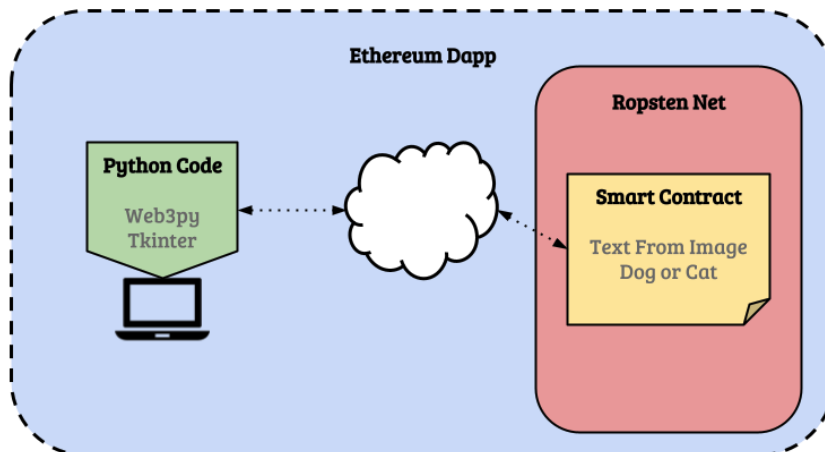 Ethereum Dapp
Ropsten Net
Python Code
Web3py
Tkinter
Smart Contract
Text From Image
Dog or Cat